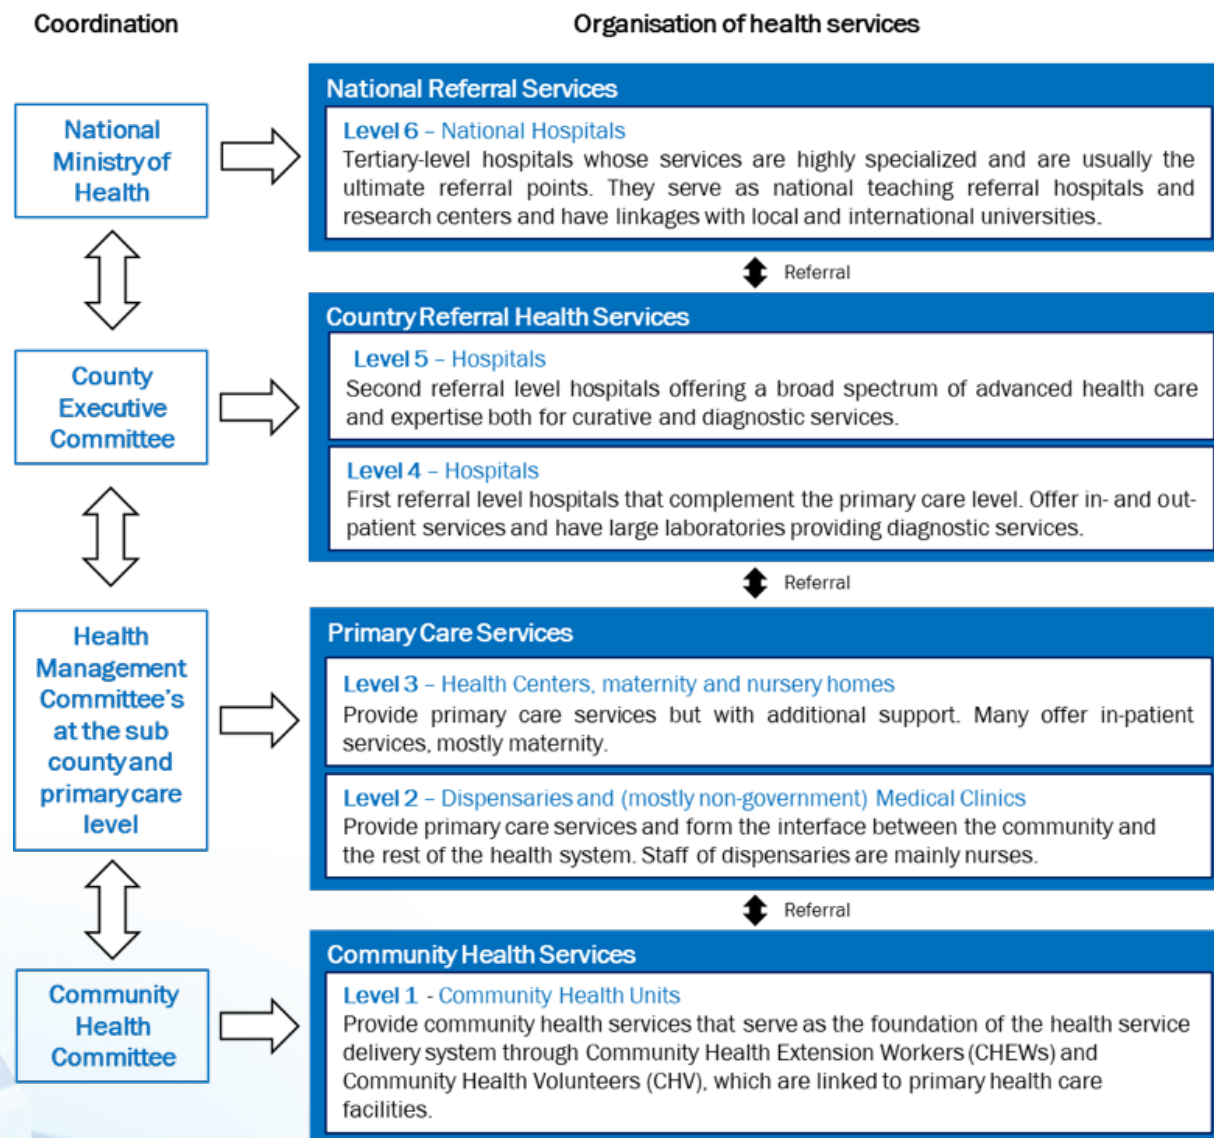 Coordination
Organisation of health services
National
Ministry of
Health
National Referral Services
Level 6 – National Hospitals
Tertiary-level hospitals whose services are highly specialized and are usually the
ultimate referral points. They serve as national teaching referral hospitals and
research centers and have linkages with local and international universities.
Referral
County
Executive
Committee
Country Referral Health Services
Level 5 – Hospitals
Second referral level hospitals offering a broad spectrum of advanced health care
and expertise both for curative and diagnostic services.
Level 4 – Hospitals
First referral level hospitals that complement the primary care level. Offer in- and out-
patient services and have large laboratories providing diagnostic services.
Referral
Health
Management
Committee's
at the sub
county and
primary care
level
Primary Care Services
Level 3 – Health Centers, maternity and nursery homes
Provide primary care services but with additional support. Many offer in-patient
services, mostly maternity.
Level 2 – Dispensaries and (mostly non-government) Medical Clinics
Provide primary care services and form the interface between the community and
the rest of the health system. Staff of dispensaries are mainly nurses.
Referral
Community
Health
Committee
Community Health Services
Level 1 - Community Health Units
Provide community health services that serve as the foundation of the health service
delivery system through Community Health Extension Workers (CHEWs) and
Community Health Volunteers (CHV), which are linked to primary health care
facilities.